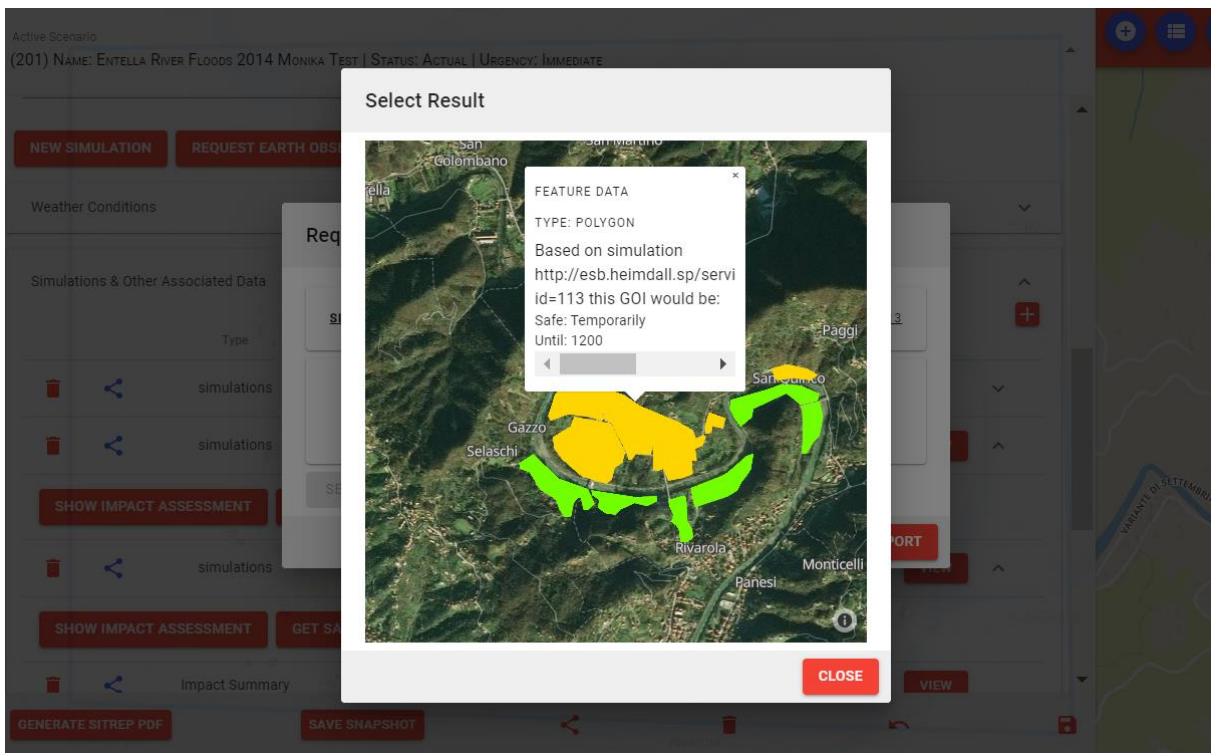 Active Scenario
(201) Name: Entella River Floods 2014 Monika Test | Status: Actual | Urgency: Immediate
Select Result
NEW SIMULATION
REQUEST EARTH OBS
Weather Conditions
Req
Simulations & Other Associated Data
Type
simulations
simulations
SHOW IMPACT ASSESSMENT
simulations
VIEW
SHOW IMPACT ASSESSMENT
GET SA
Impact Summary
VIEW
GENERATE SITREP PDF
SAVE SNAPSHOT
PORT
San
Colombano
San Martino
rella
FEATURE DATA
×
TYPE: POLYGON
Based on simulation
http://esb.heimdall.sp/servi
id=113 this GOI would be:
Safe: Temporarily
Until: 1200
Paggi
San Quirico
Gazzo
Selaschi
Rivarola
Panesi
Monticelli
CLOSE
VARIANTE DI SETTEMBR